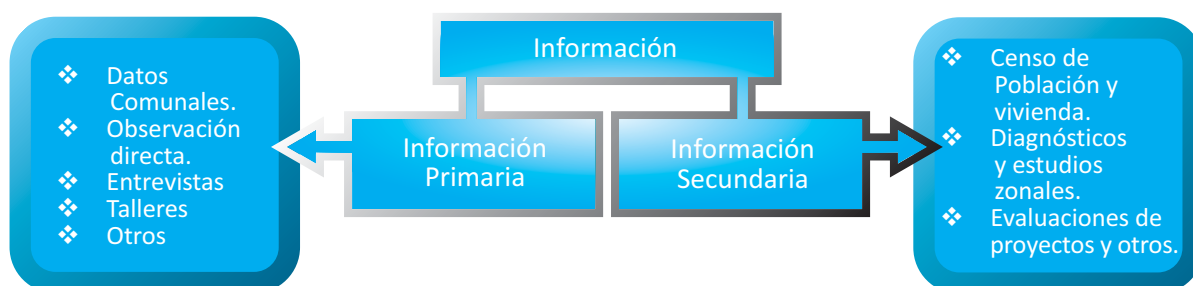 Información
Información
Primaria
Información
Secundaria
❖ Datos
Comunales.
❖ Observación
directa.
❖ Entrevistas
❖ Talleres
❖ Otros
❖ Censo de
Población y
vivienda.
❖ Diagnósticos
y estudios
zonales.
❖ Evaluaciones de
proyectos y otros.